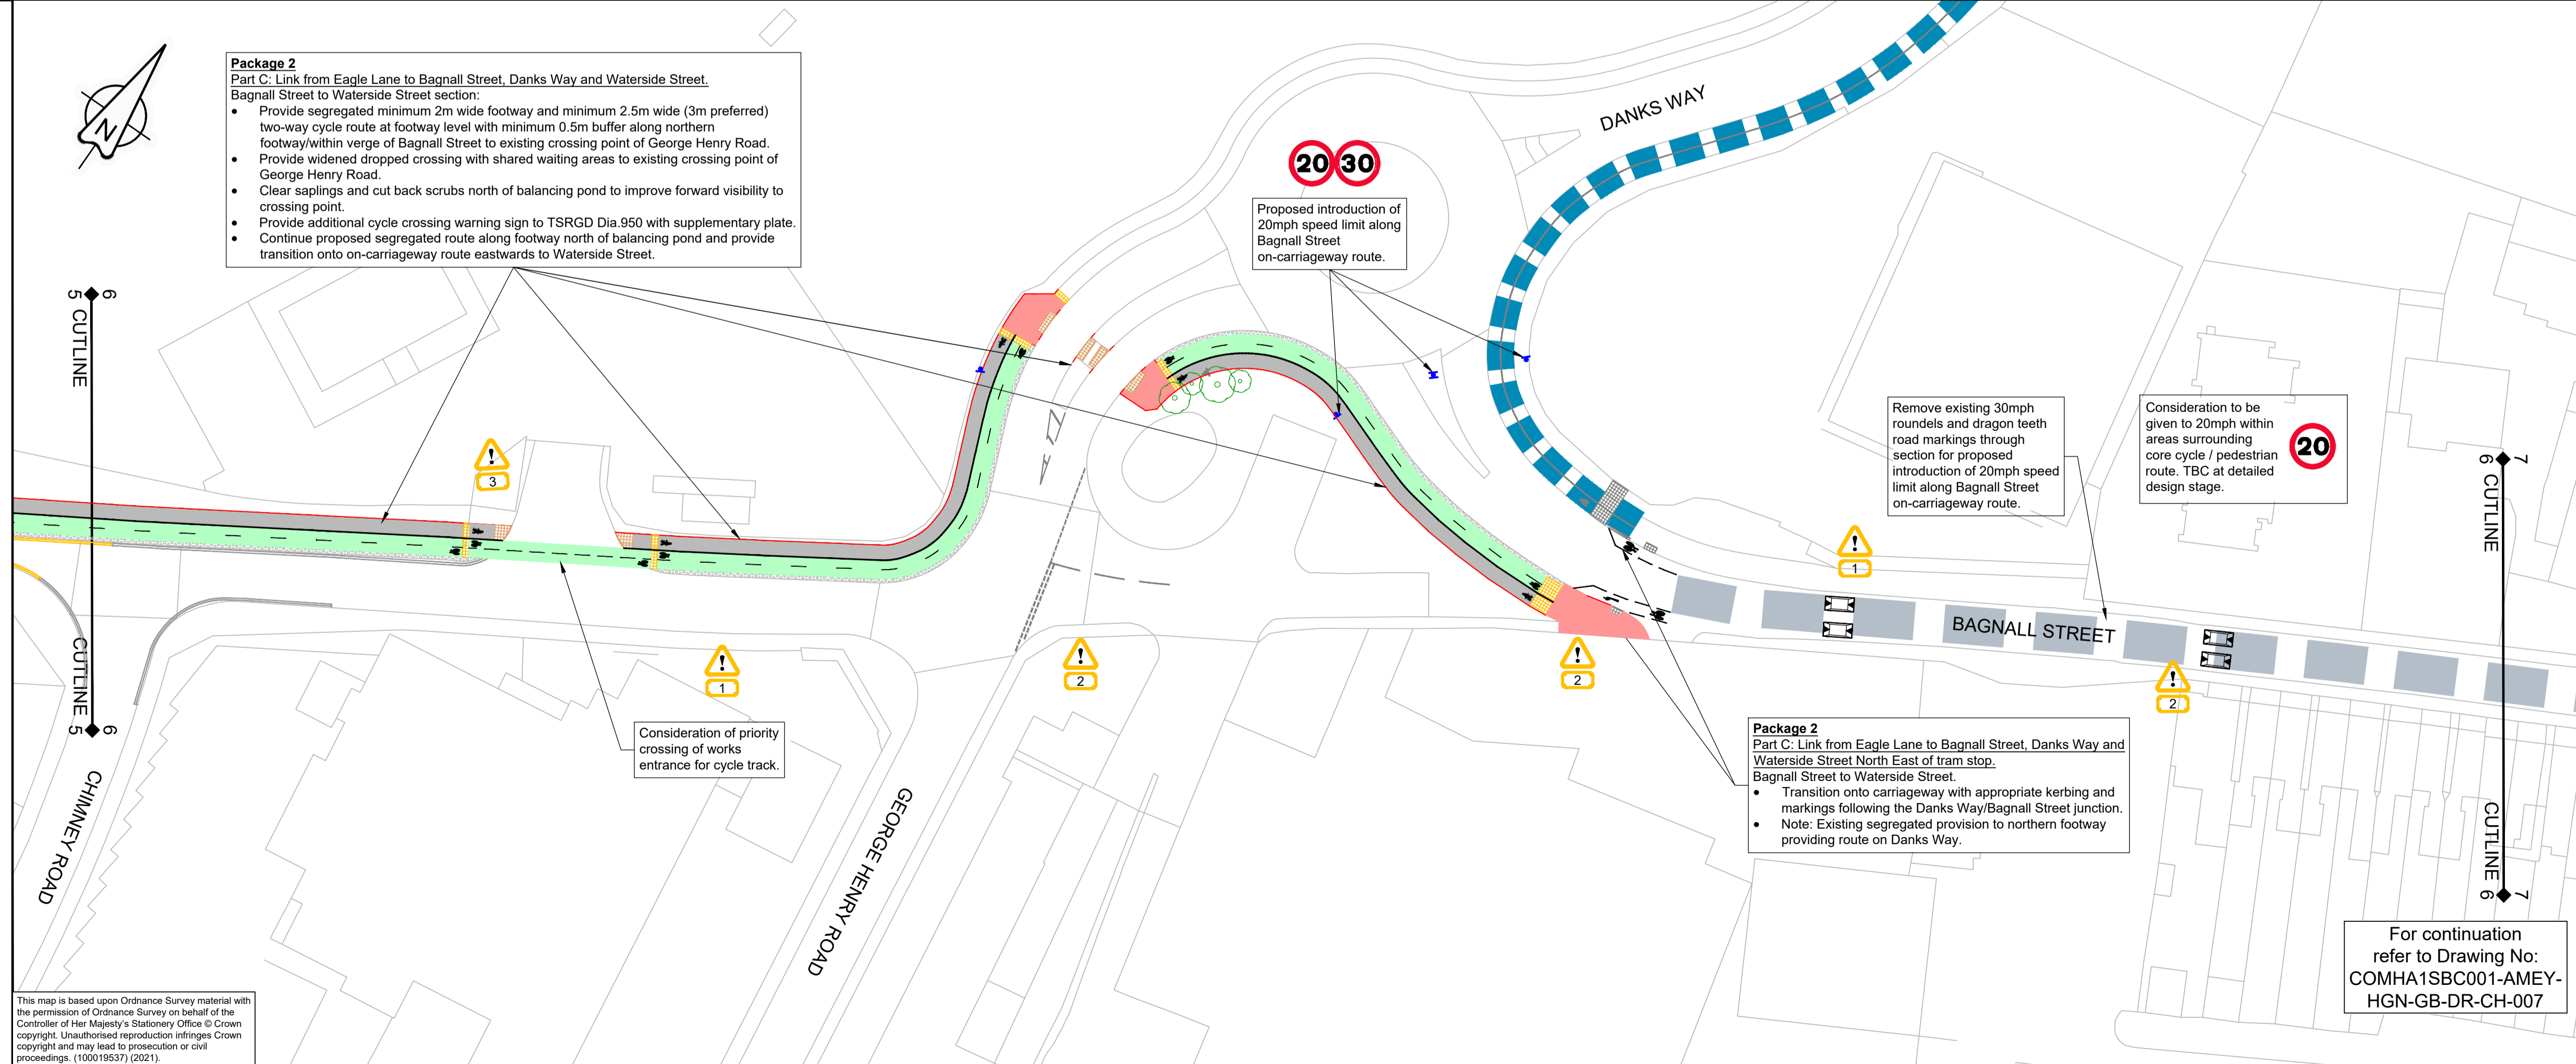 Package 2
Part C: Link from Eagle Lane to Bagnall Street, Danks Way and Waterside Street.
Bagnall Street to Waterside Street section:
• Provide segregated minimum 2m wide footway and minimum 2.5m wide (3m preferred)
two-way cycle route at footway level with minimum 0.5m buffer along northern
footway/within verge of Bagnall Street to existing crossing point of George Henry Road.
• Provide widened dropped crossing with shared waiting areas to existing crossing point of
George Henry Road.
• Clear saplings and cut back scrubs north of balancing pond to improve forward visibility to
crossing point.
• Provide additional cycle crossing warning sign to TSRGD Dia.950 with supplementary plate.
• Continue proposed segregated route along footway north of balancing pond and provide
transition onto on-carriageway route eastwards to Waterside Street.
N
DANKS WAY
20 30
Proposed introduction of
20mph speed limit along
Bagnall Street
on-carriageway route.
5 6
CUTLINE
CUTLINE
5 6
! 3
! 1
! 2
! 2
! 1
! 2
Remove existing 30mph
roundels and dragon teeth
road markings through
section for proposed
introduction of 20mph speed
limit along Bagnall Street
on-carriageway route.
Consideration to be
given to 20mph within
areas surrounding
core cycle / pedestrian
route. TBC at detailed
design stage.
20
6 7
CUTLINE
CUTLINE
6 7
BAGNALL STREET
Consideration of priority
crossing of works
entrance for cycle track.
CHIMNEY ROAD
GEORGE HENRY ROAD
Package 2
Part C: Link from Eagle Lane to Bagnall Street, Danks Way and
Waterside Street North East of tram stop.
Bagnall Street to Waterside Street.
• Transition onto carriageway with appropriate kerbing and
markings following the Danks Way/Bagnall Street junction.
• Note: Existing segregated provision to northern footway
providing route on Danks Way.
For continuation
refer to Drawing No:
COMHA1SBC001-AMEY-
HGN-GB-DR-CH-007
This map is based upon Ordnance Survey material with
the permission of Ordnance Survey on behalf of the
Controller of Her Majesty's Stationery Office © Crown
copyright. Unauthorised reproduction infringes Crown
copyright and may lead to prosecution or civil
proceedings. (100019537) (2021).